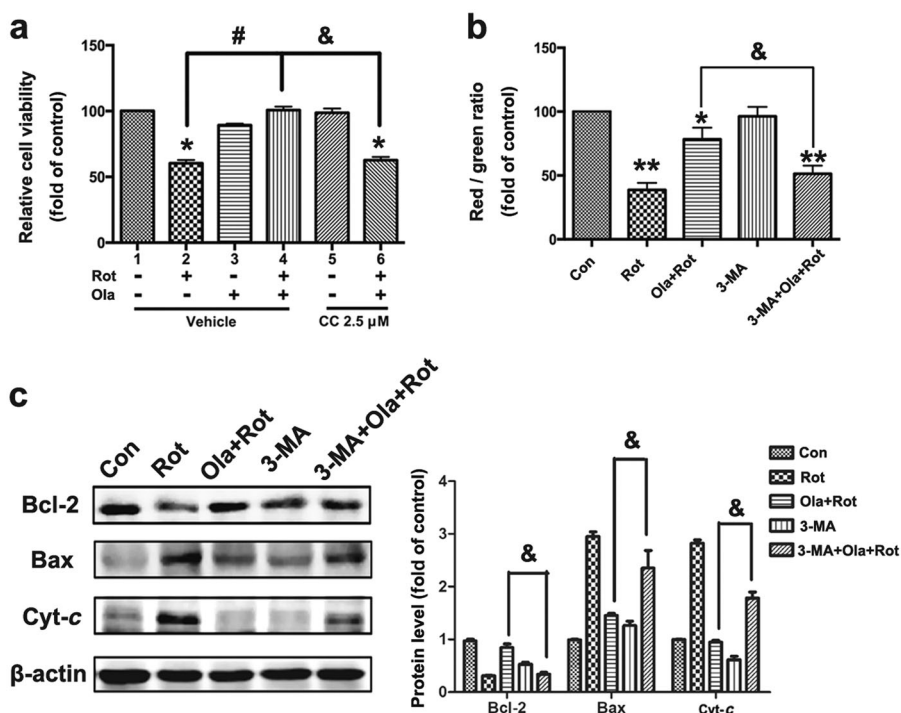 a
Relative cell viability
(fold of control)
150
100
50
0
#
&
*
*
1 2 3 4 5 6
Rot - + - + - +
Ola - - + + - +
Vehicle
CC 2.5 μM
b
Red / green ratio
(fold of control)
150
100
50
0
&
**
*
**
Con
Rot
Ola+Rot
3-MA
3-MA+Ola+Rot
c
Con
Rot
Ola+Rot
3-MA
3-MA+Ola+Rot
Bcl-2
Bax
Cyt-c
β-actin
Protein level (fold of control)
4
3
2
1
0
&
&
&
Bcl-2
Bax
Cyt-c
Con
Rot
Ola+Rot
3-MA
3-MA+Ola+Rot